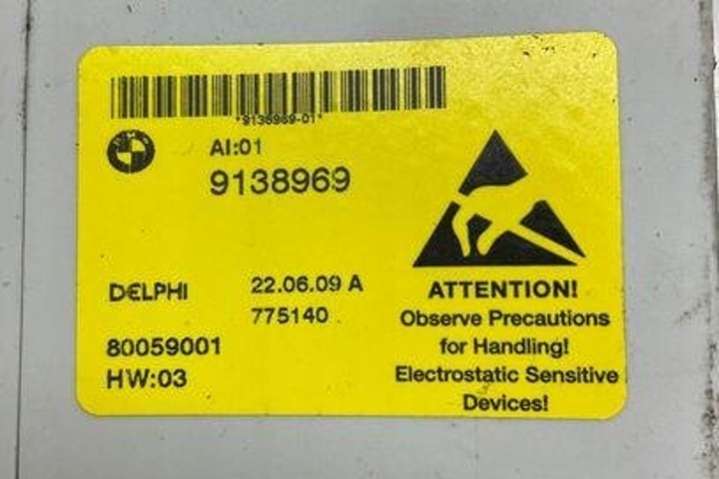 *9138969-01*
BMW
AI:01
9138969
DELPHI
22.06.09 A
775140
80059001
HW:03
ATTENTION!
Observe Precautions
for Handling!
Electrostatic Sensitive
Devices!